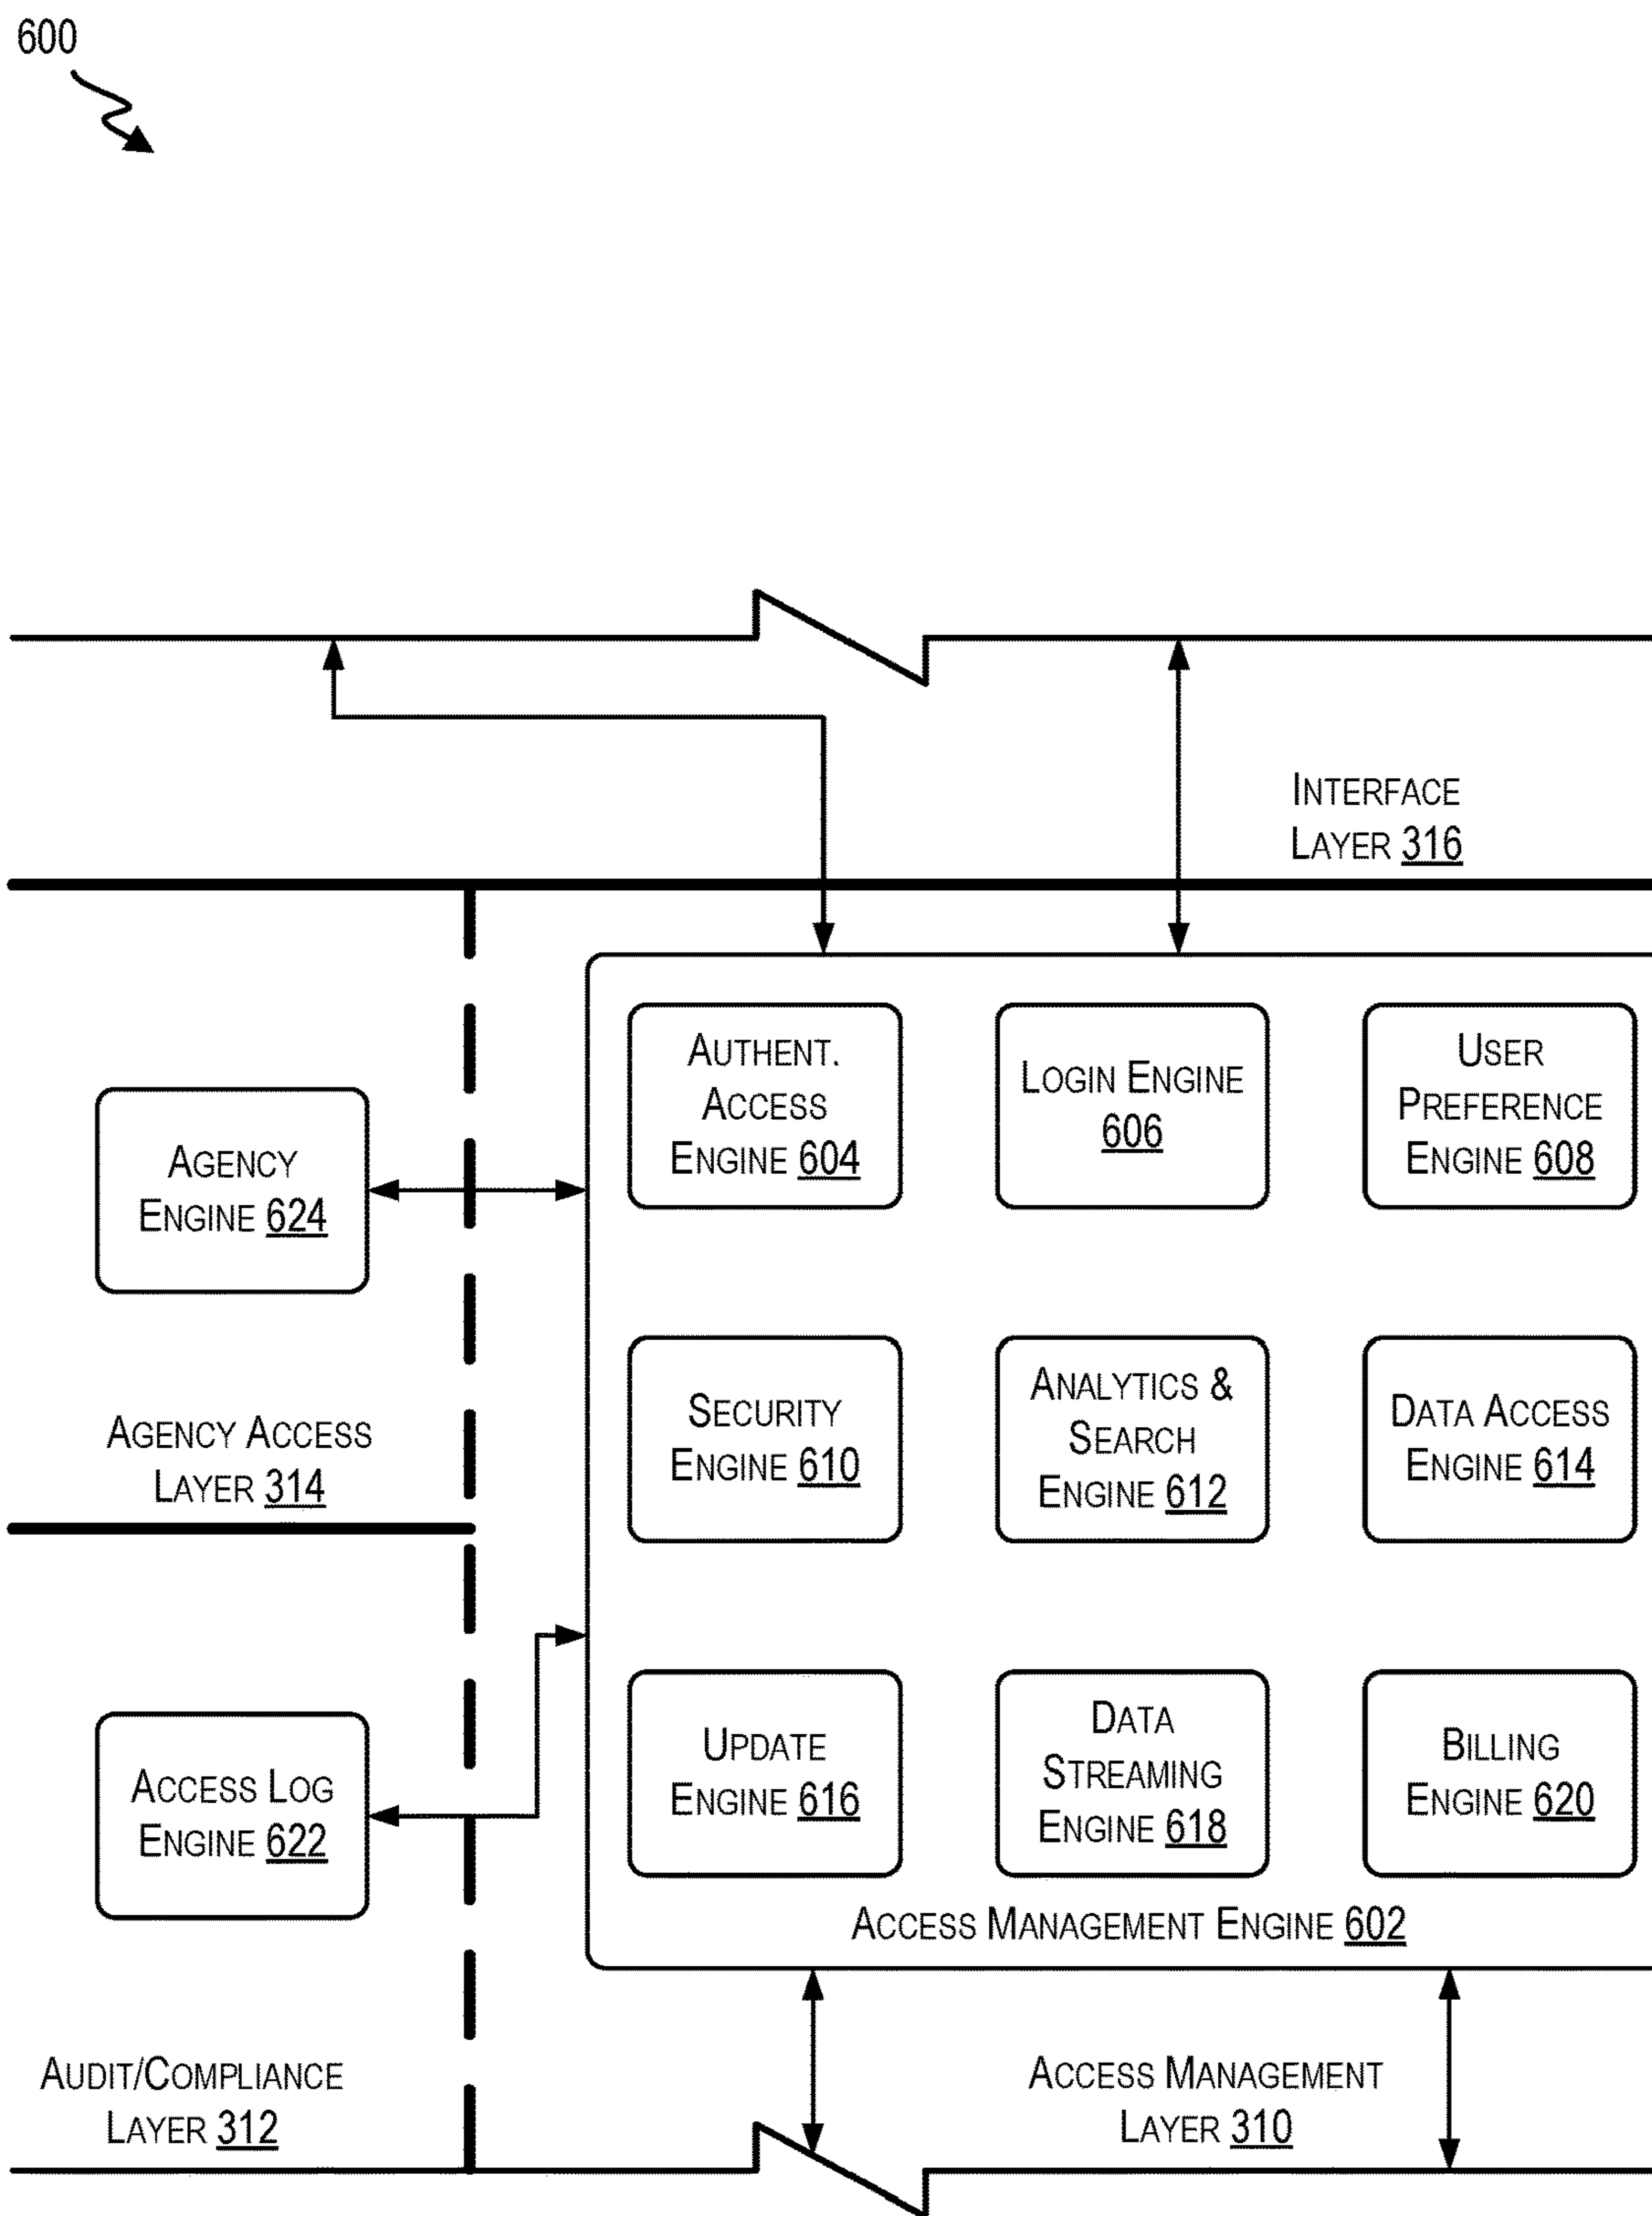 600
INTERFACE
LAYER 316
AUTHENT.
ACCESS
ENGINE 604
LOGIN ENGINE
606
USER
PREFERENCE
ENGINE 608
AGENCY
ENGINE 624
SECURITY
ENGINE 610
ANALYTICS &
SEARCH
ENGINE 612
DATA ACCESS
ENGINE 614
AGENCY ACCESS
LAYER 314
UPDATE
ENGINE 616
DATA
STREAMING
ENGINE 618
BILLING
ENGINE 620
ACCESS LOG
ENGINE 622
ACCESS MANAGEMENT ENGINE 602
AUDIT/COMPLIANCE
LAYER 312
ACCESS MANAGEMENT
LAYER 310